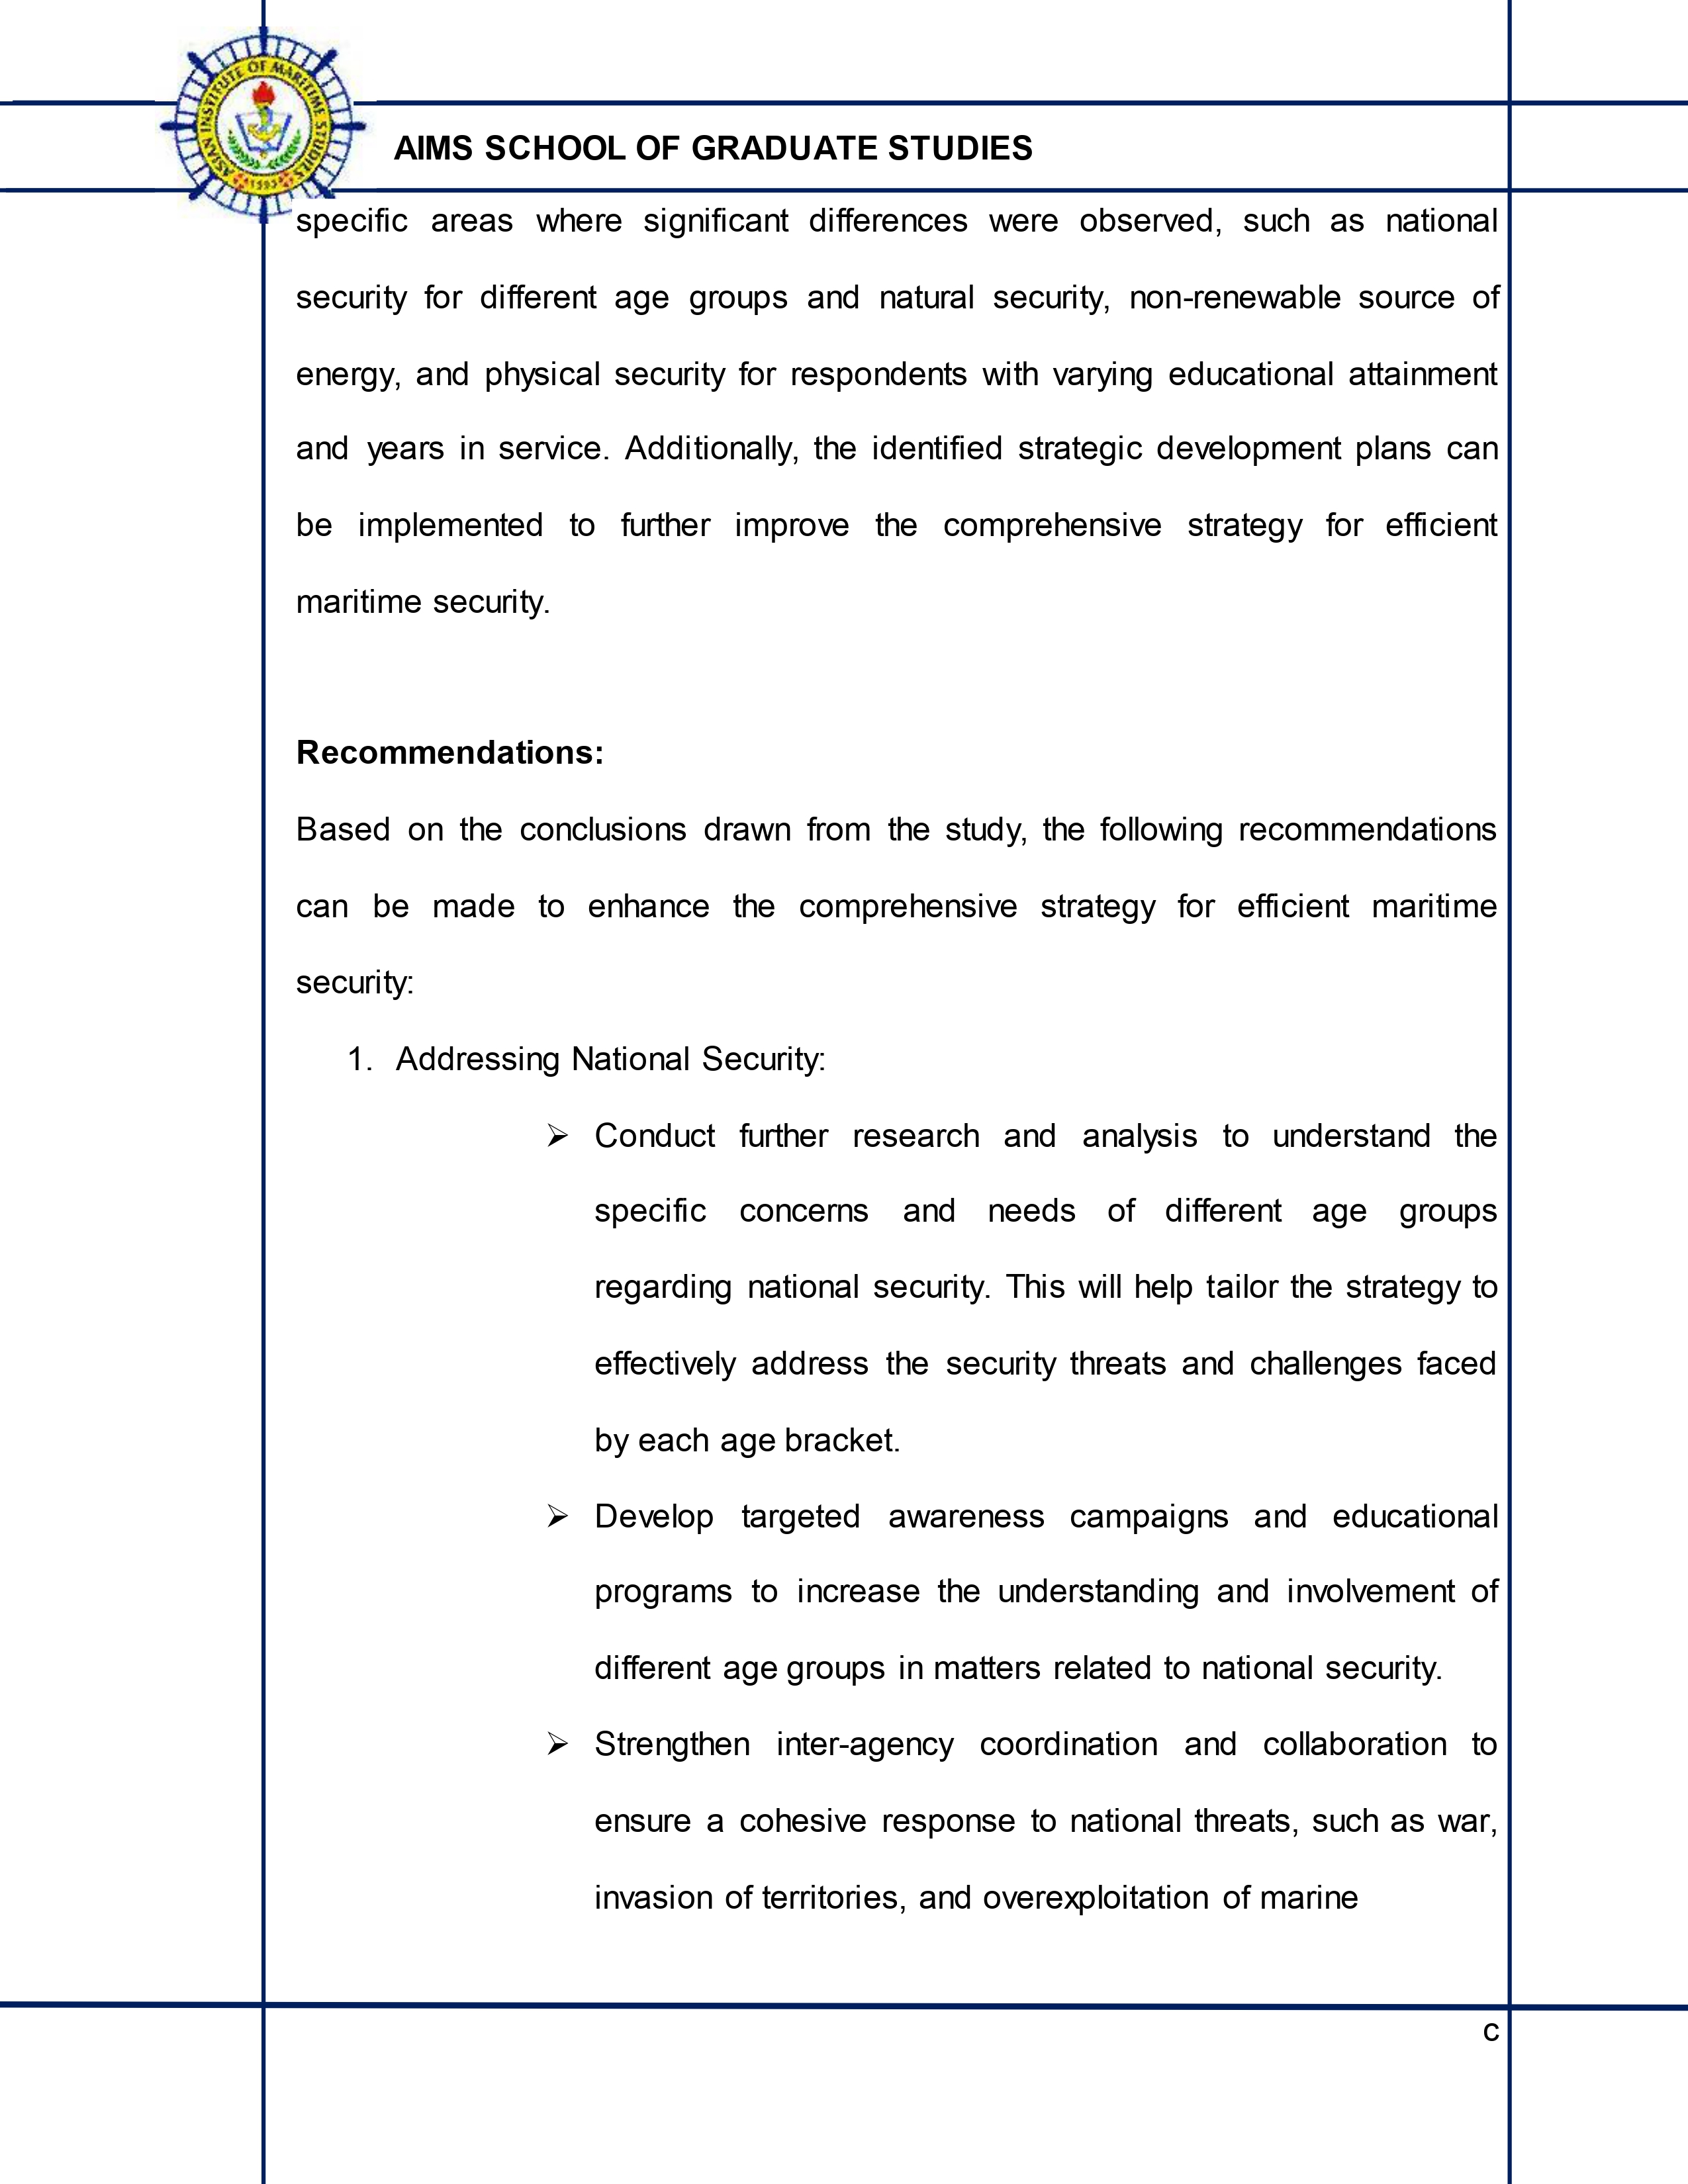 ASIAN INSTITUTE OF MARITIME STUDIES
1993
AIMS SCHOOL OF GRADUATE STUDIES
specific areas where significant differences were observed, such as national
security for different age groups and natural security, non-renewable source of
energy, and physical security for respondents with varying educational attainment
and years in service. Additionally, the identified strategic development plans can
be implemented to further improve the comprehensive strategy for efficient
maritime security.
Recommendations:
Based on the conclusions drawn from the study, the following recommendations
can be made to enhance the comprehensive strategy for efficient maritime
security:
1. Addressing National Security:
➢ Conduct further research and analysis to understand the
specific concerns and needs of different age groups
regarding national security. This will help tailor the strategy to
effectively address the security threats and challenges faced
by each age bracket.
➢ Develop targeted awareness campaigns and educational
programs to increase the understanding and involvement of
different age groups in matters related to national security.
➢ Strengthen inter-agency coordination and collaboration to
ensure a cohesive response to national threats, such as war,
invasion of territories, and overexploitation of marine
c